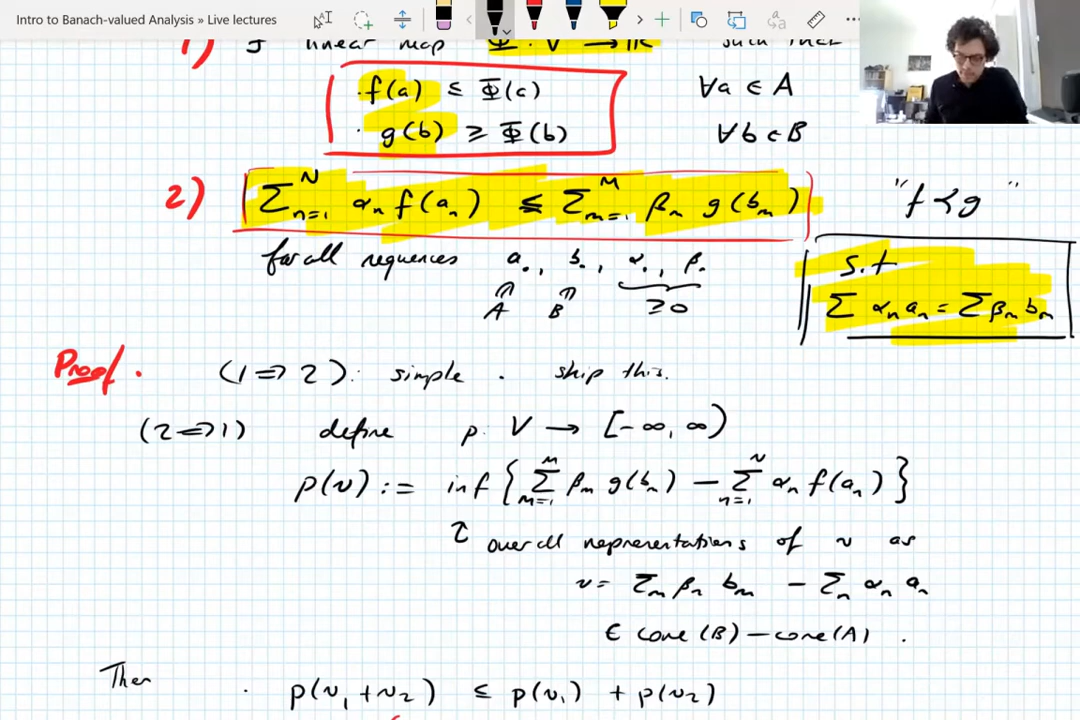 Intro to Banach-valued Analysis » Live lectures
1) ∃ linear map Φ : V → ℝ such that
· f(a) ≤ Φ(c) ∀a ∈ A
· g(b) ≥ Φ(b) ∀b ∈ B
2) Σ_{n=1}^N α_n f(a_n) ≤ Σ_{m=1}^M β_m g(b_m) "f ≺ g"
for all sequences a., b., α., β. s.t
A B ≥0 Σ α_n a_n = Σ β_m b_m
Proof. (1 ⇒ 2): simple . skip this.
(2 ⇒ 1) define p: V → [-∞, ∞)
p(v) := inf { Σ_{m=1}^M β_m g(b_m) − Σ_{n=1}^N α_n f(a_n) }
over all representations of v as
v = Σ_m β_m b_m − Σ_n α_n a_n
∈ cone(B) − cone(A) .
Then · p(v_1 + v_2) ≤ p(v_1) + p(v_2)